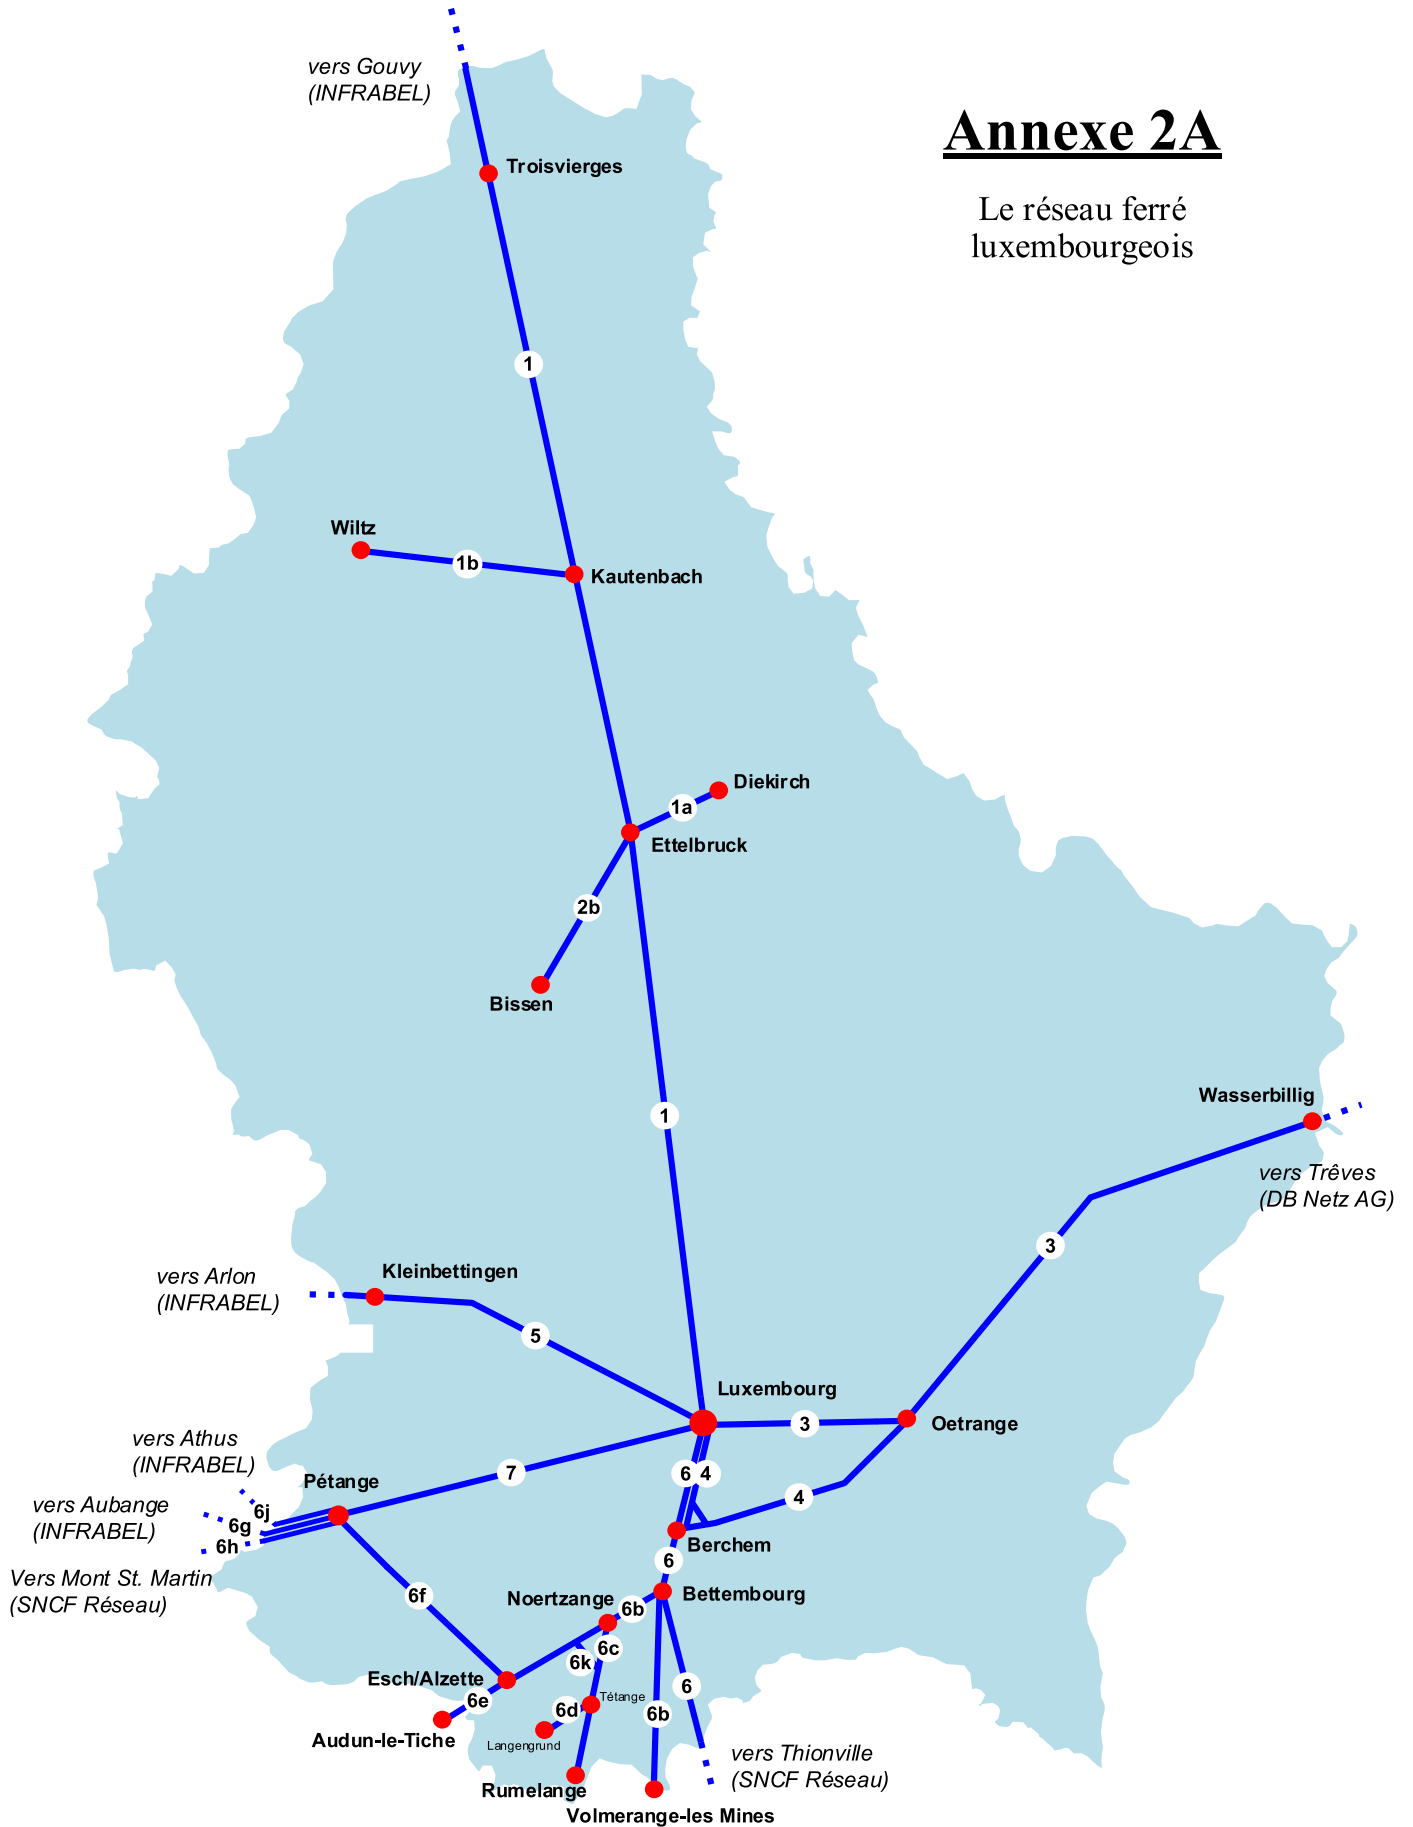 vers Gouvy
(INFRABEL)
Annexe 2A
Le réseau ferré
luxembourgeois
Troisvierges
1
Wiltz
1b
Kautenbach
Diekirch
1a
Ettelbruck
2b
Bissen
1
Wasserbillig
vers Trêves
(DB Netz AG)
3
Kleinbettingen
vers Arlon
(INFRABEL)
5
Luxembourg
3
Oetrange
vers Athus
(INFRABEL)
7
6 4
Pétange
4
vers Aubange
(INFRABEL)
6j
6g
6h
Berchem
6
Vers Mont St. Martin
(SNCF Réseau)
6f
Noertzange
6b
Bettembourg
6c
6k
Esch/Alzette
6e
6
Tétange
6d
6b
Audun-le-Tiche
Langengrund
vers Thionville
(SNCF Réseau)
Rumelange
Volmerange-les Mines